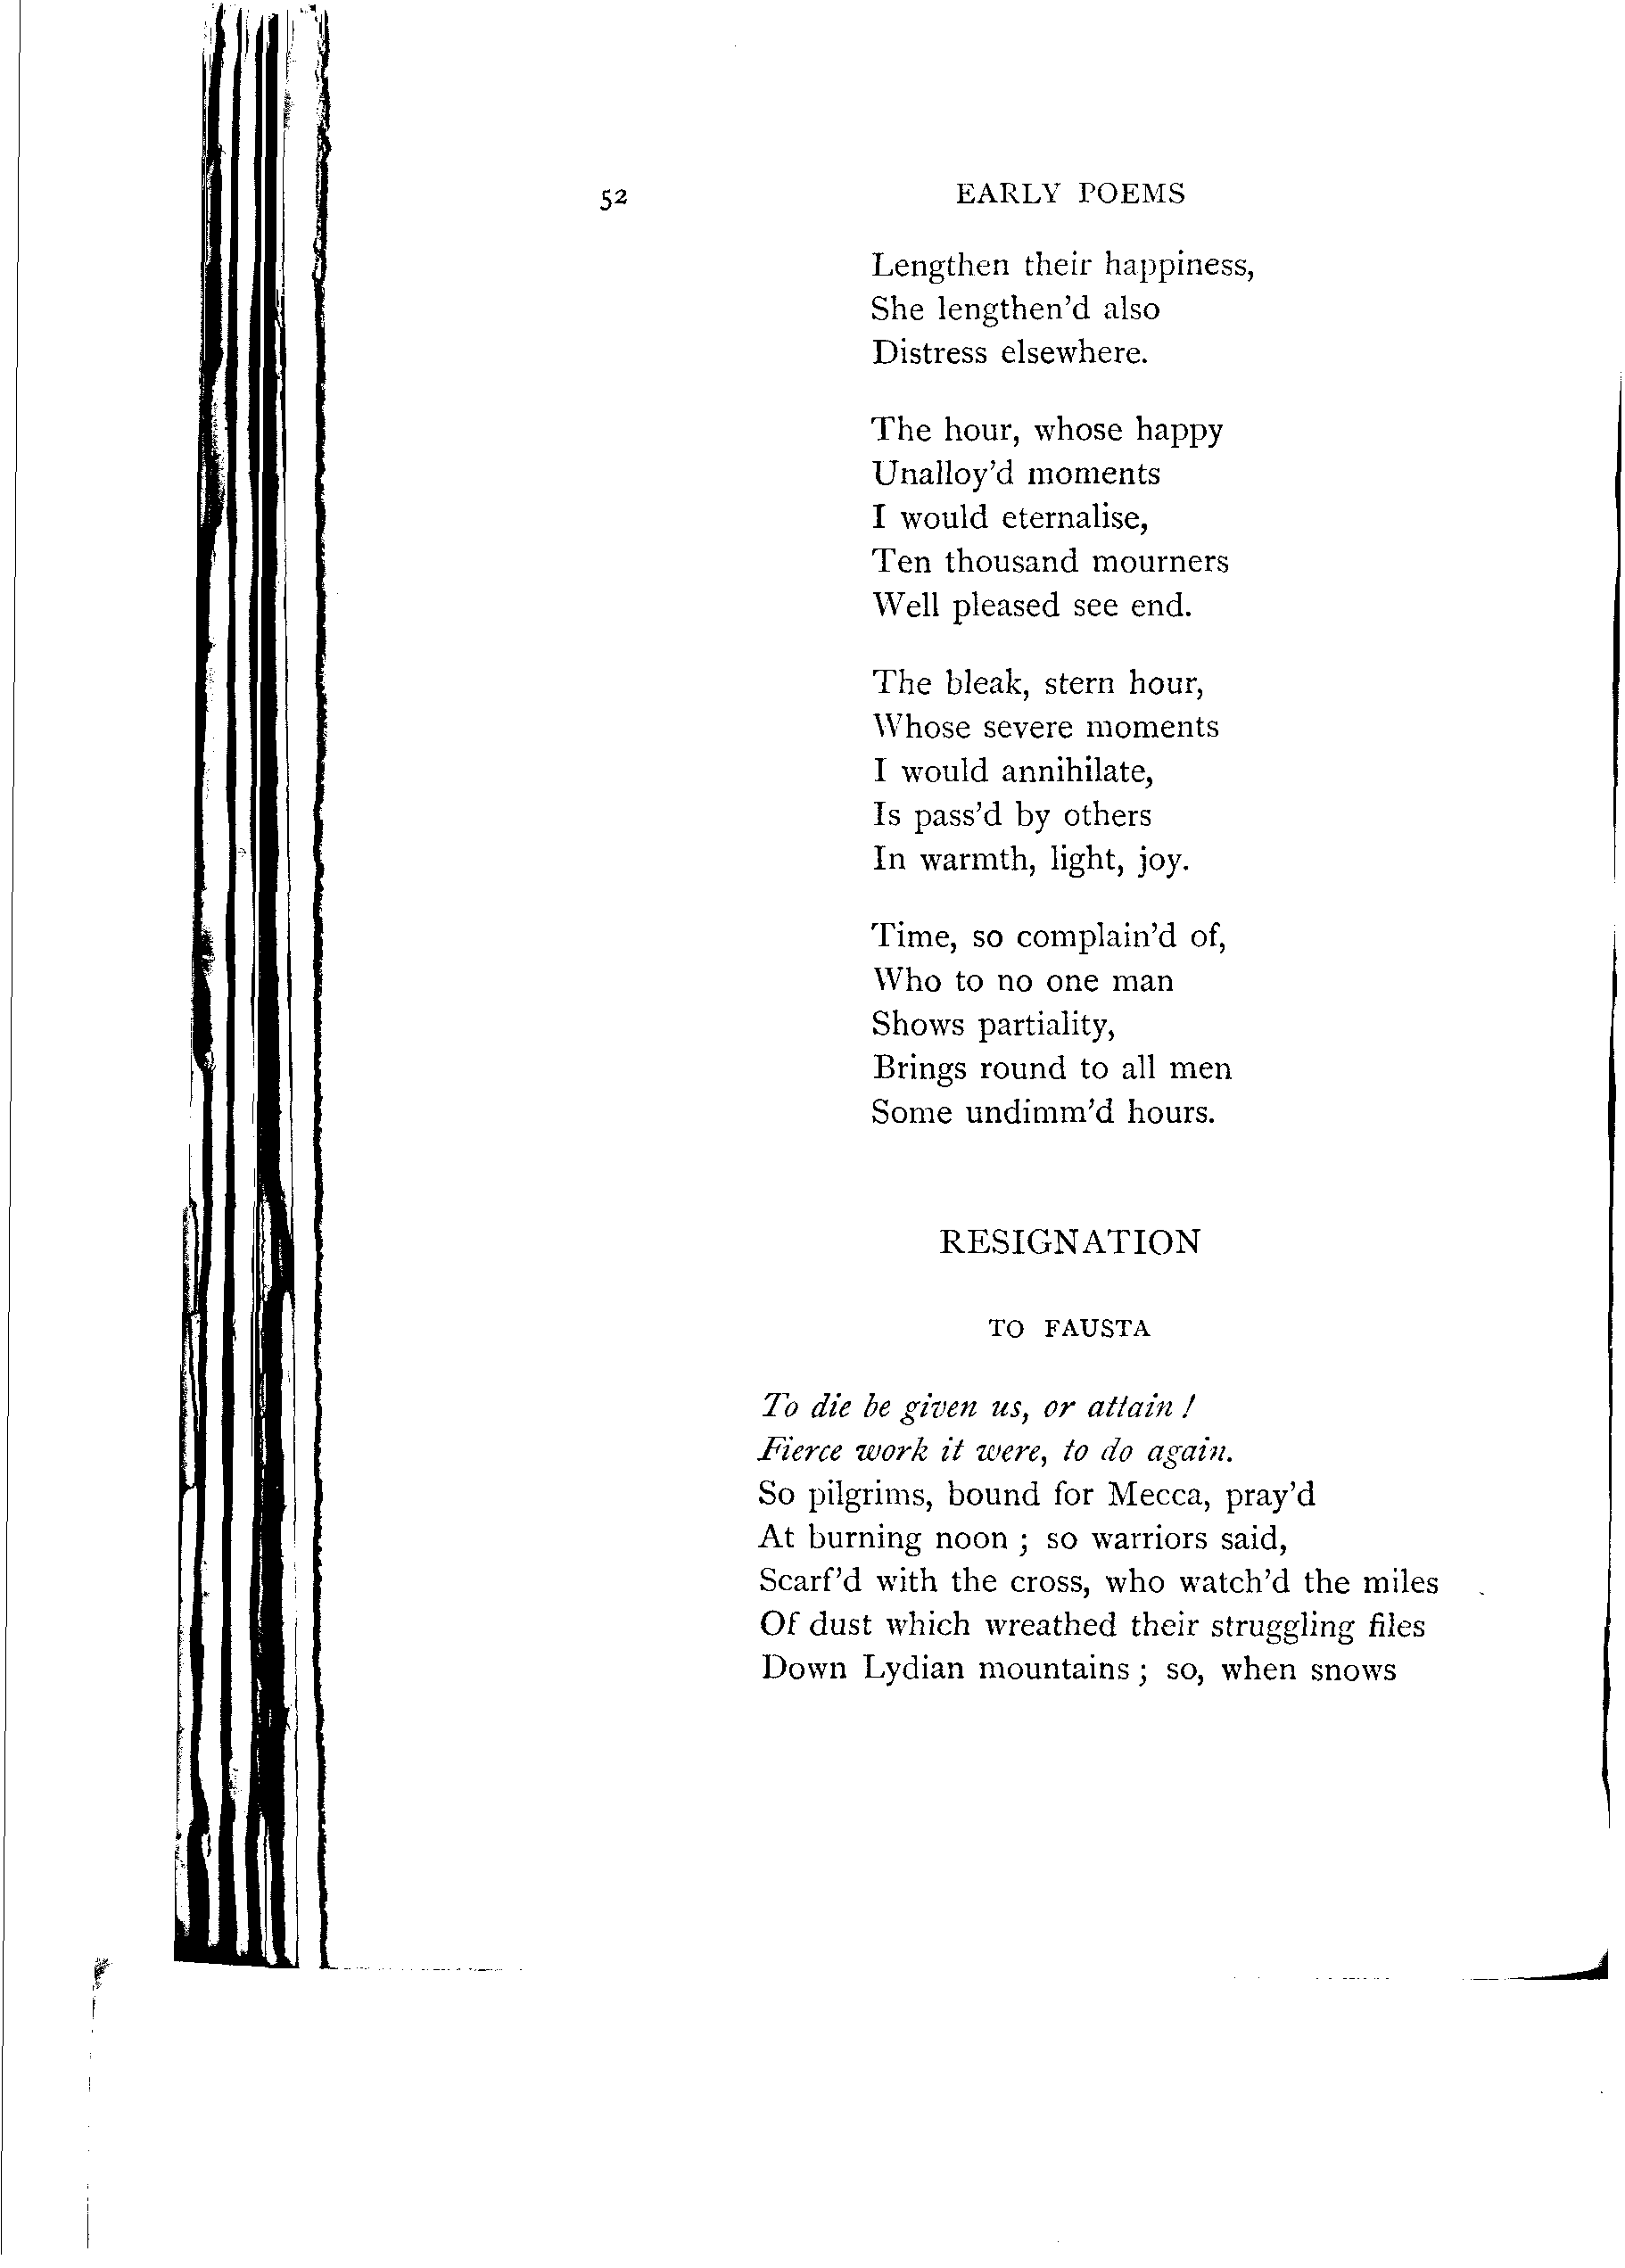 52
EARLY POEMS
Lengthen their happiness,
She lengthen'd also
Distress elsewhere.
The hour, whose happy
Unalloy'd moments
I would eternalise,
Ten thousand mourners
Well pleased see end.
The bleak, stern hour,
Whose severe moments
I would annihilate,
Is pass'd by others
In warmth, light, joy.
Time, so complain'd of,
Who to no one man
Shows partiality,
Brings round to all men
Some undimm'd hours.
RESIGNATION
TO FAUSTA
To die be given us, or attain !
Fierce work it were, to do again.
So pilgrims, bound for Mecca, pray'd
At burning noon ; so warriors said,
Scarf'd with the cross, who watch'd the miles
Of dust which wreathed their struggling files
Down Lydian mountains ; so, when snows